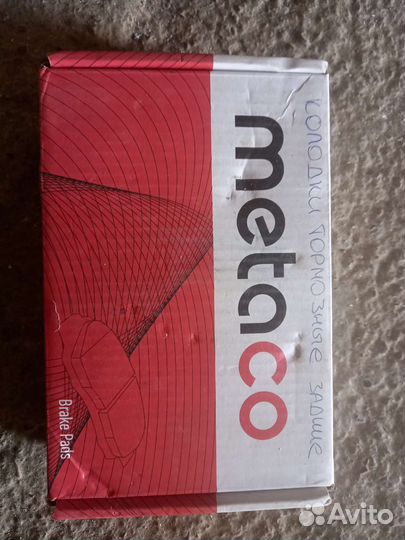 колодки тормозные задние
metaco
Brake Pads
Avito